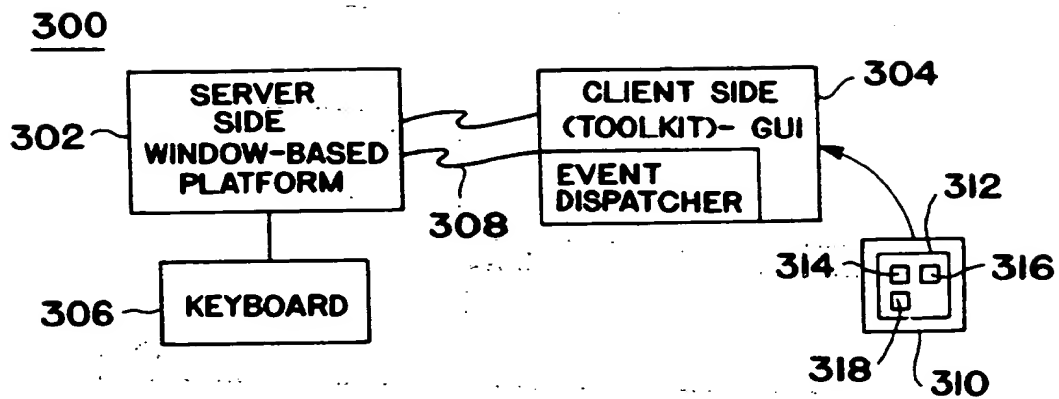 300
SERVER
SIDE
WINDOW-BASED
PLATFORM
302
CLIENT SIDE
(TOOLKIT)- GUI
304
EVENT
DISPATCHER
308
312
314
316
KEYBOARD
306
318
310